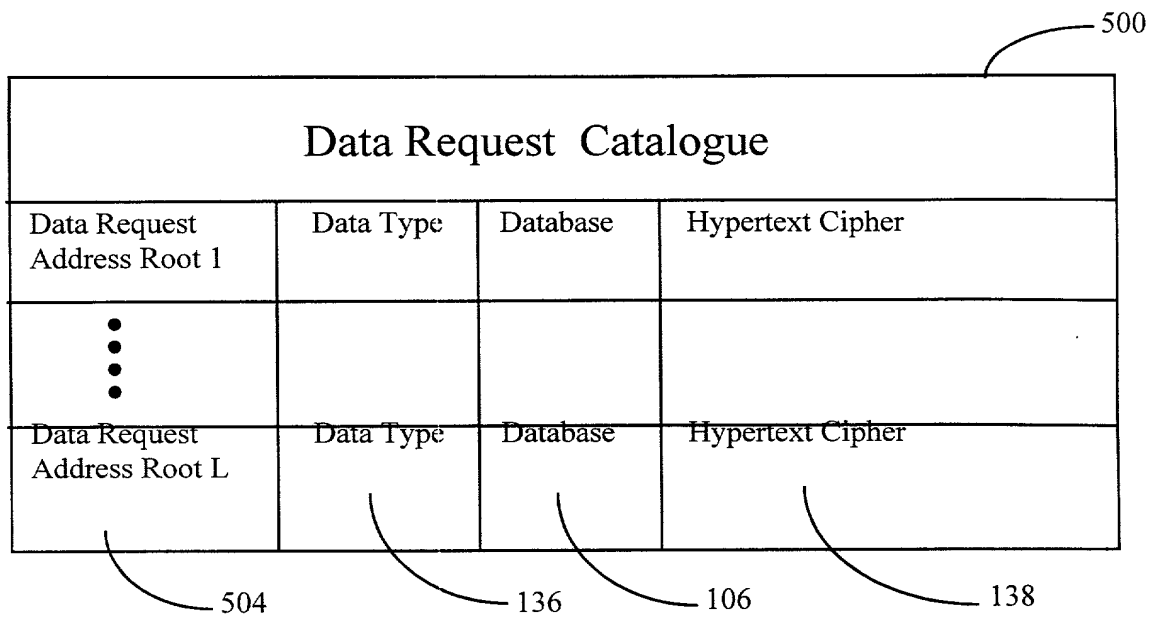 500
Data Request Catalogue
Data Request Address Root 1
Data Type
Database
Hypertext Cipher
Data Request Address Root L
Data Type
Database
Hypertext Cipher
504
136
106
138